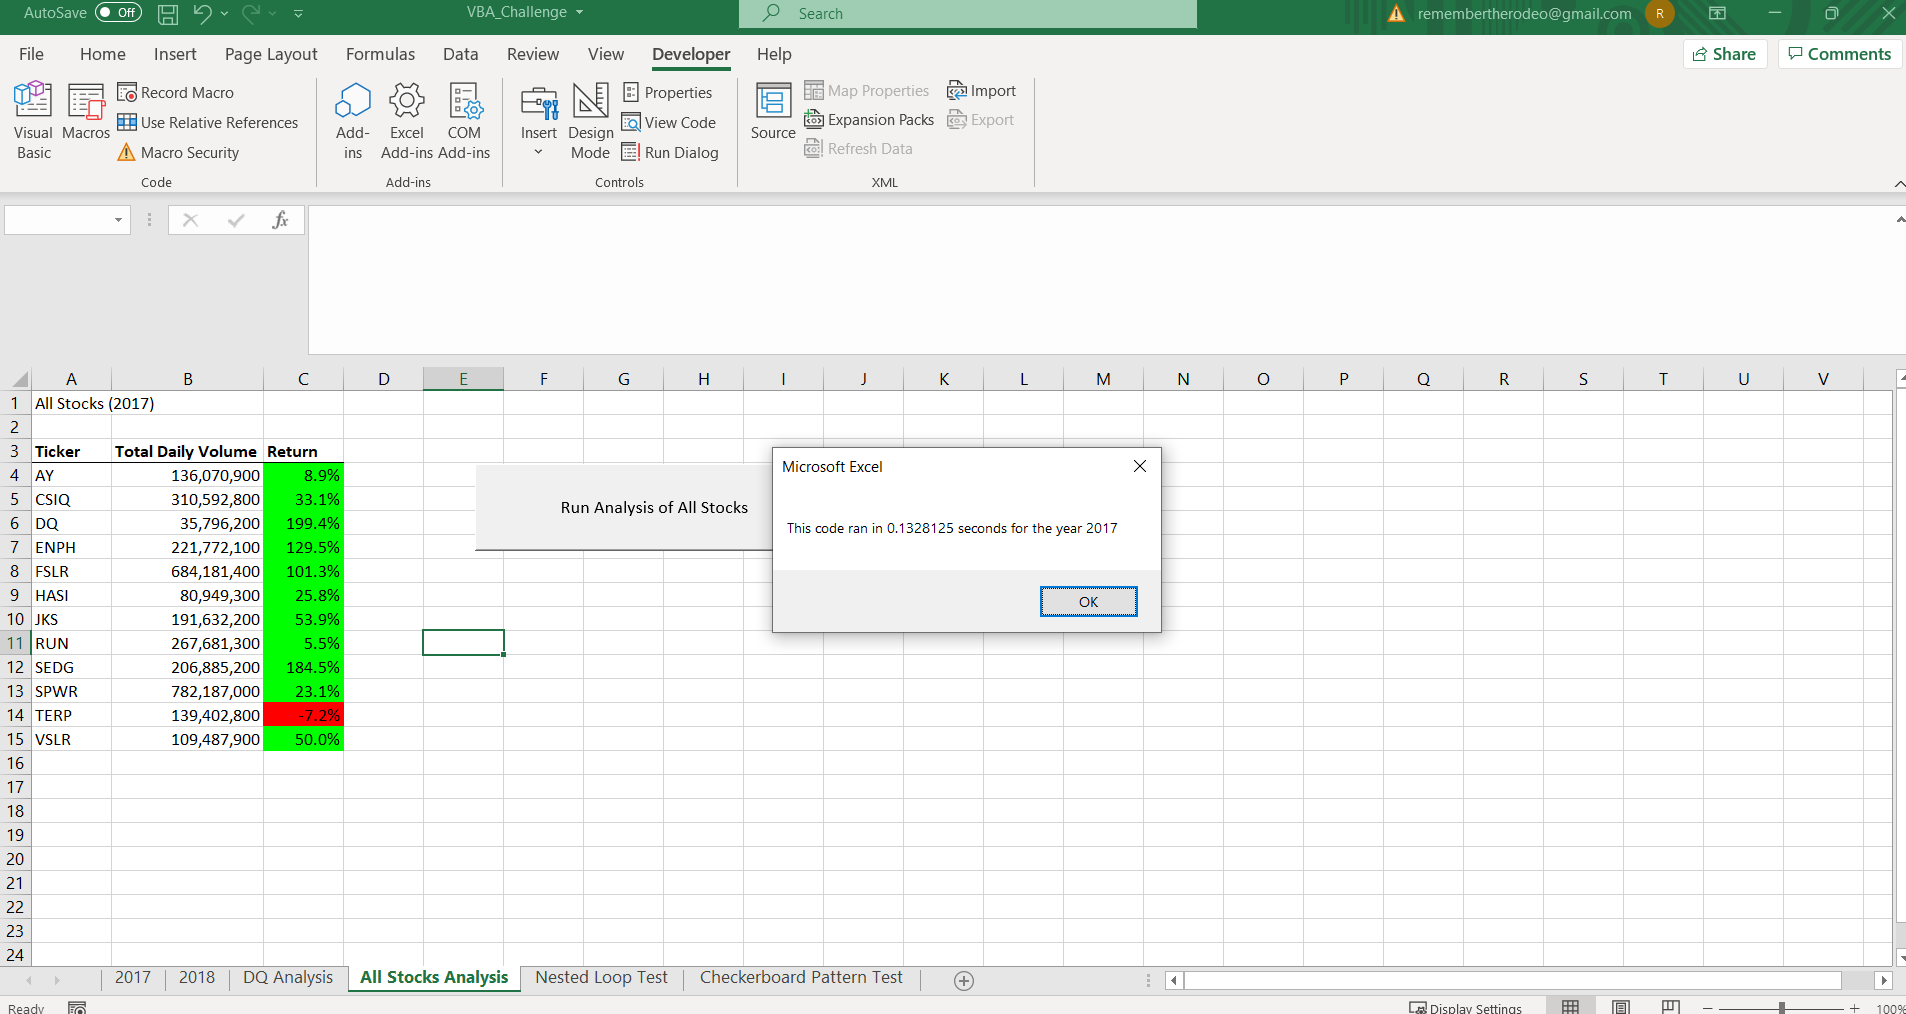 AutoSave Off VBA_Challenge Search remembertherodeo@gmail.com R
File Home Insert Page Layout Formulas Data Review View Developer Help Share Comments
Visual Basic
Macros
Record Macro
Use Relative References
Macro Security
Code
Add-ins
Excel Add-ins
COM Add-ins
Add-ins
Insert
Design Mode
Properties
View Code
Run Dialog
Controls
Source
Map Properties
Expansion Packs
Refresh Data
Import
Export
XML
fx
A B C D E F G H I J K L M N O P Q R S T U V
1 All Stocks (2017)
2
3 Ticker Total Daily Volume Return
4 AY 136,070,900 8.9%
5 CSIQ 310,592,800 33.1%
6 DQ 35,796,200 199.4%
7 ENPH 221,772,100 129.5%
8 FSLR 684,181,400 101.3%
9 HASI 80,949,300 25.8%
10 JKS 191,632,200 53.9%
11 RUN 267,681,300 5.5%
12 SEDG 206,885,200 184.5%
13 SPWR 782,187,000 23.1%
14 TERP 139,402,800 -7.2%
15 VSLR 109,487,900 50.0%
16
17
18
19
20
21
22
23
24
Run Analysis of All Stocks
Microsoft Excel
This code ran in 0.1328125 seconds for the year 2017
OK
2017 2018 DQ Analysis All Stocks Analysis Nested Loop Test Checkerboard Pattern Test
Ready Display Settings 100%